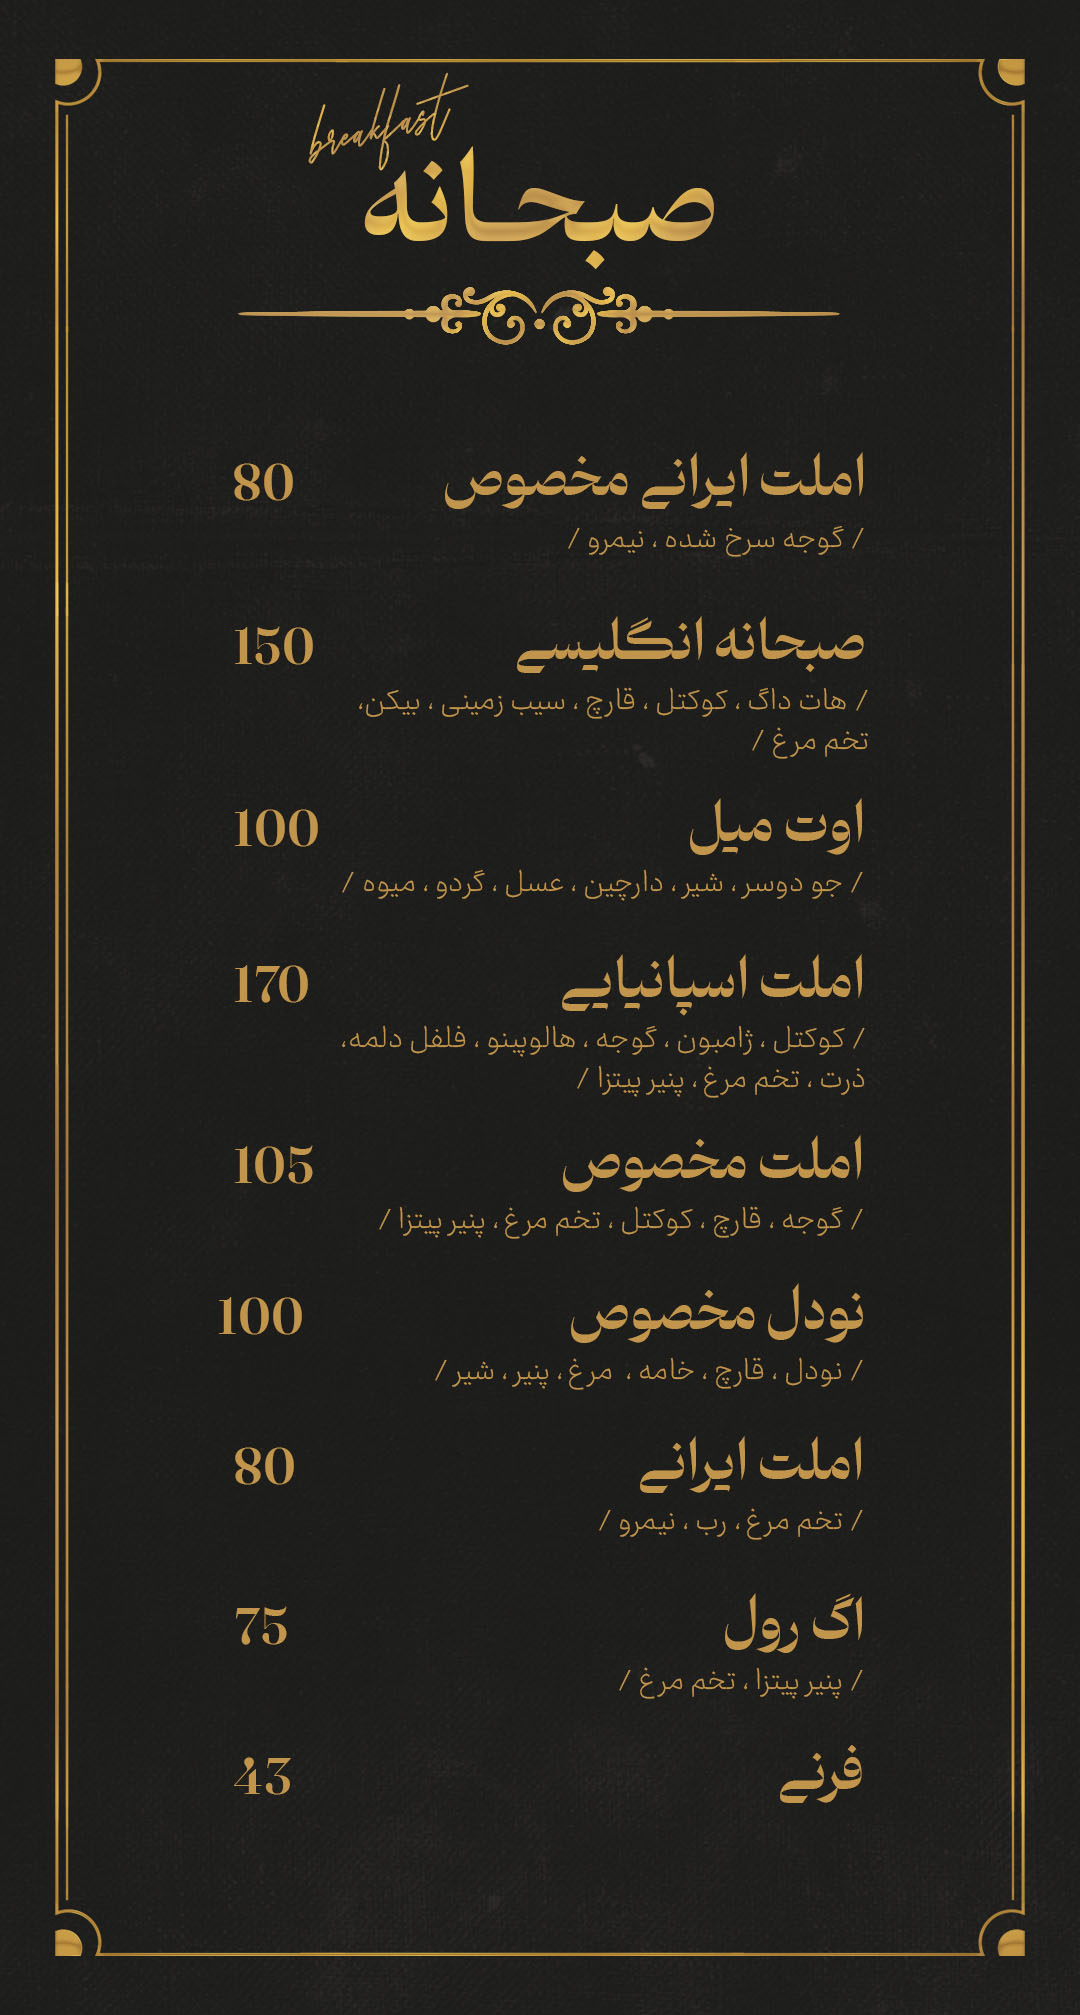 breakfast
صبحانه
املت ایرانی مخصوص 80
/ گوجه سرخ شده ، نیمرو /
صبحانه انگلیسی 150
/ هات داگ ، کوکتل ، قارچ ، سیب زمینی ، بیکن،
تخم مرغ /
اوت میل 100
/ جو دوسر ، شیر ، دارچین ، عسل ، گردو ، میوه /
املت اسپانیایی 170
/ کوکتل ، ژامبون ، گوجه ، هالوپینو ، فلفل دلمه،
ذرت ، تخم مرغ ، پنیر پیتزا /
املت مخصوص 105
/ گوجه ، قارچ ، کوکتل ، تخم مرغ ، پنیر پیتزا /
نودل مخصوص 100
/ نودل ، قارچ ، خامه ، مرغ ، پنیر ، شیر /
املت ایرانی 80
/ تخم مرغ ، رب ، نیمرو /
اگ رول 75
/ پنیر پیتزا ، تخم مرغ /
فرنی 43